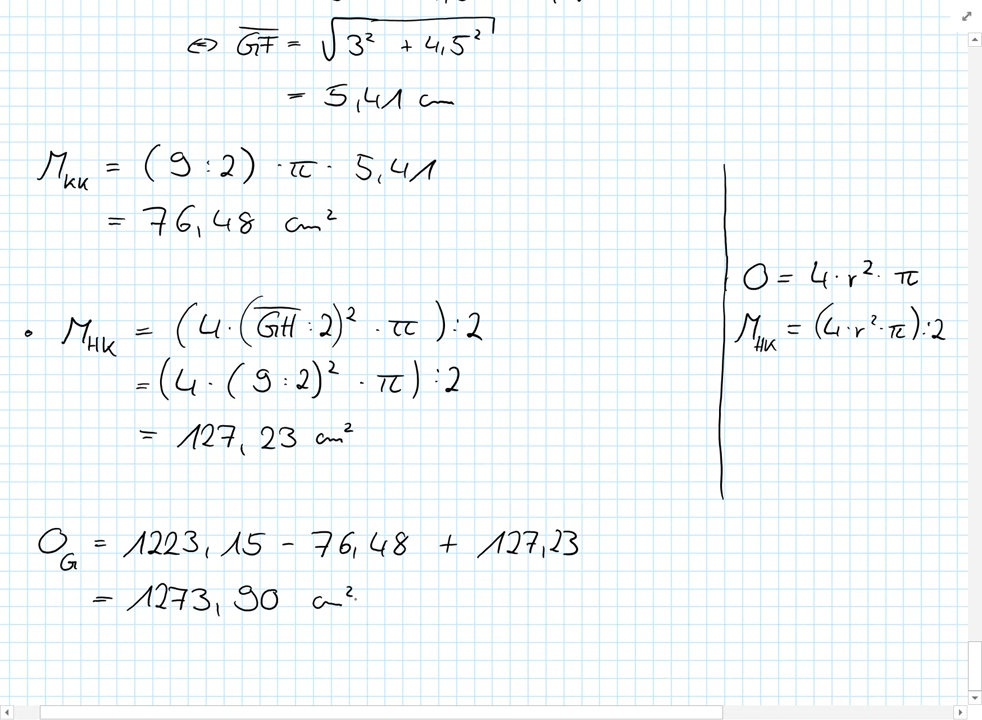 ⇔ GF = √(3² + 4,5²)
= 5,41 cm
M_KK = (9 : 2) · π · 5,41
= 76,48 cm²
• M_HK = (4 · (GH : 2)² · π) : 2
= (4 · (9 : 2)² · π) : 2
= 127,23 cm²
O = 4 · r² · π
M_HK = (4 · r² · π) : 2
O_G = 1223,15 - 76,48 + 127,23
= 1273,90 cm²